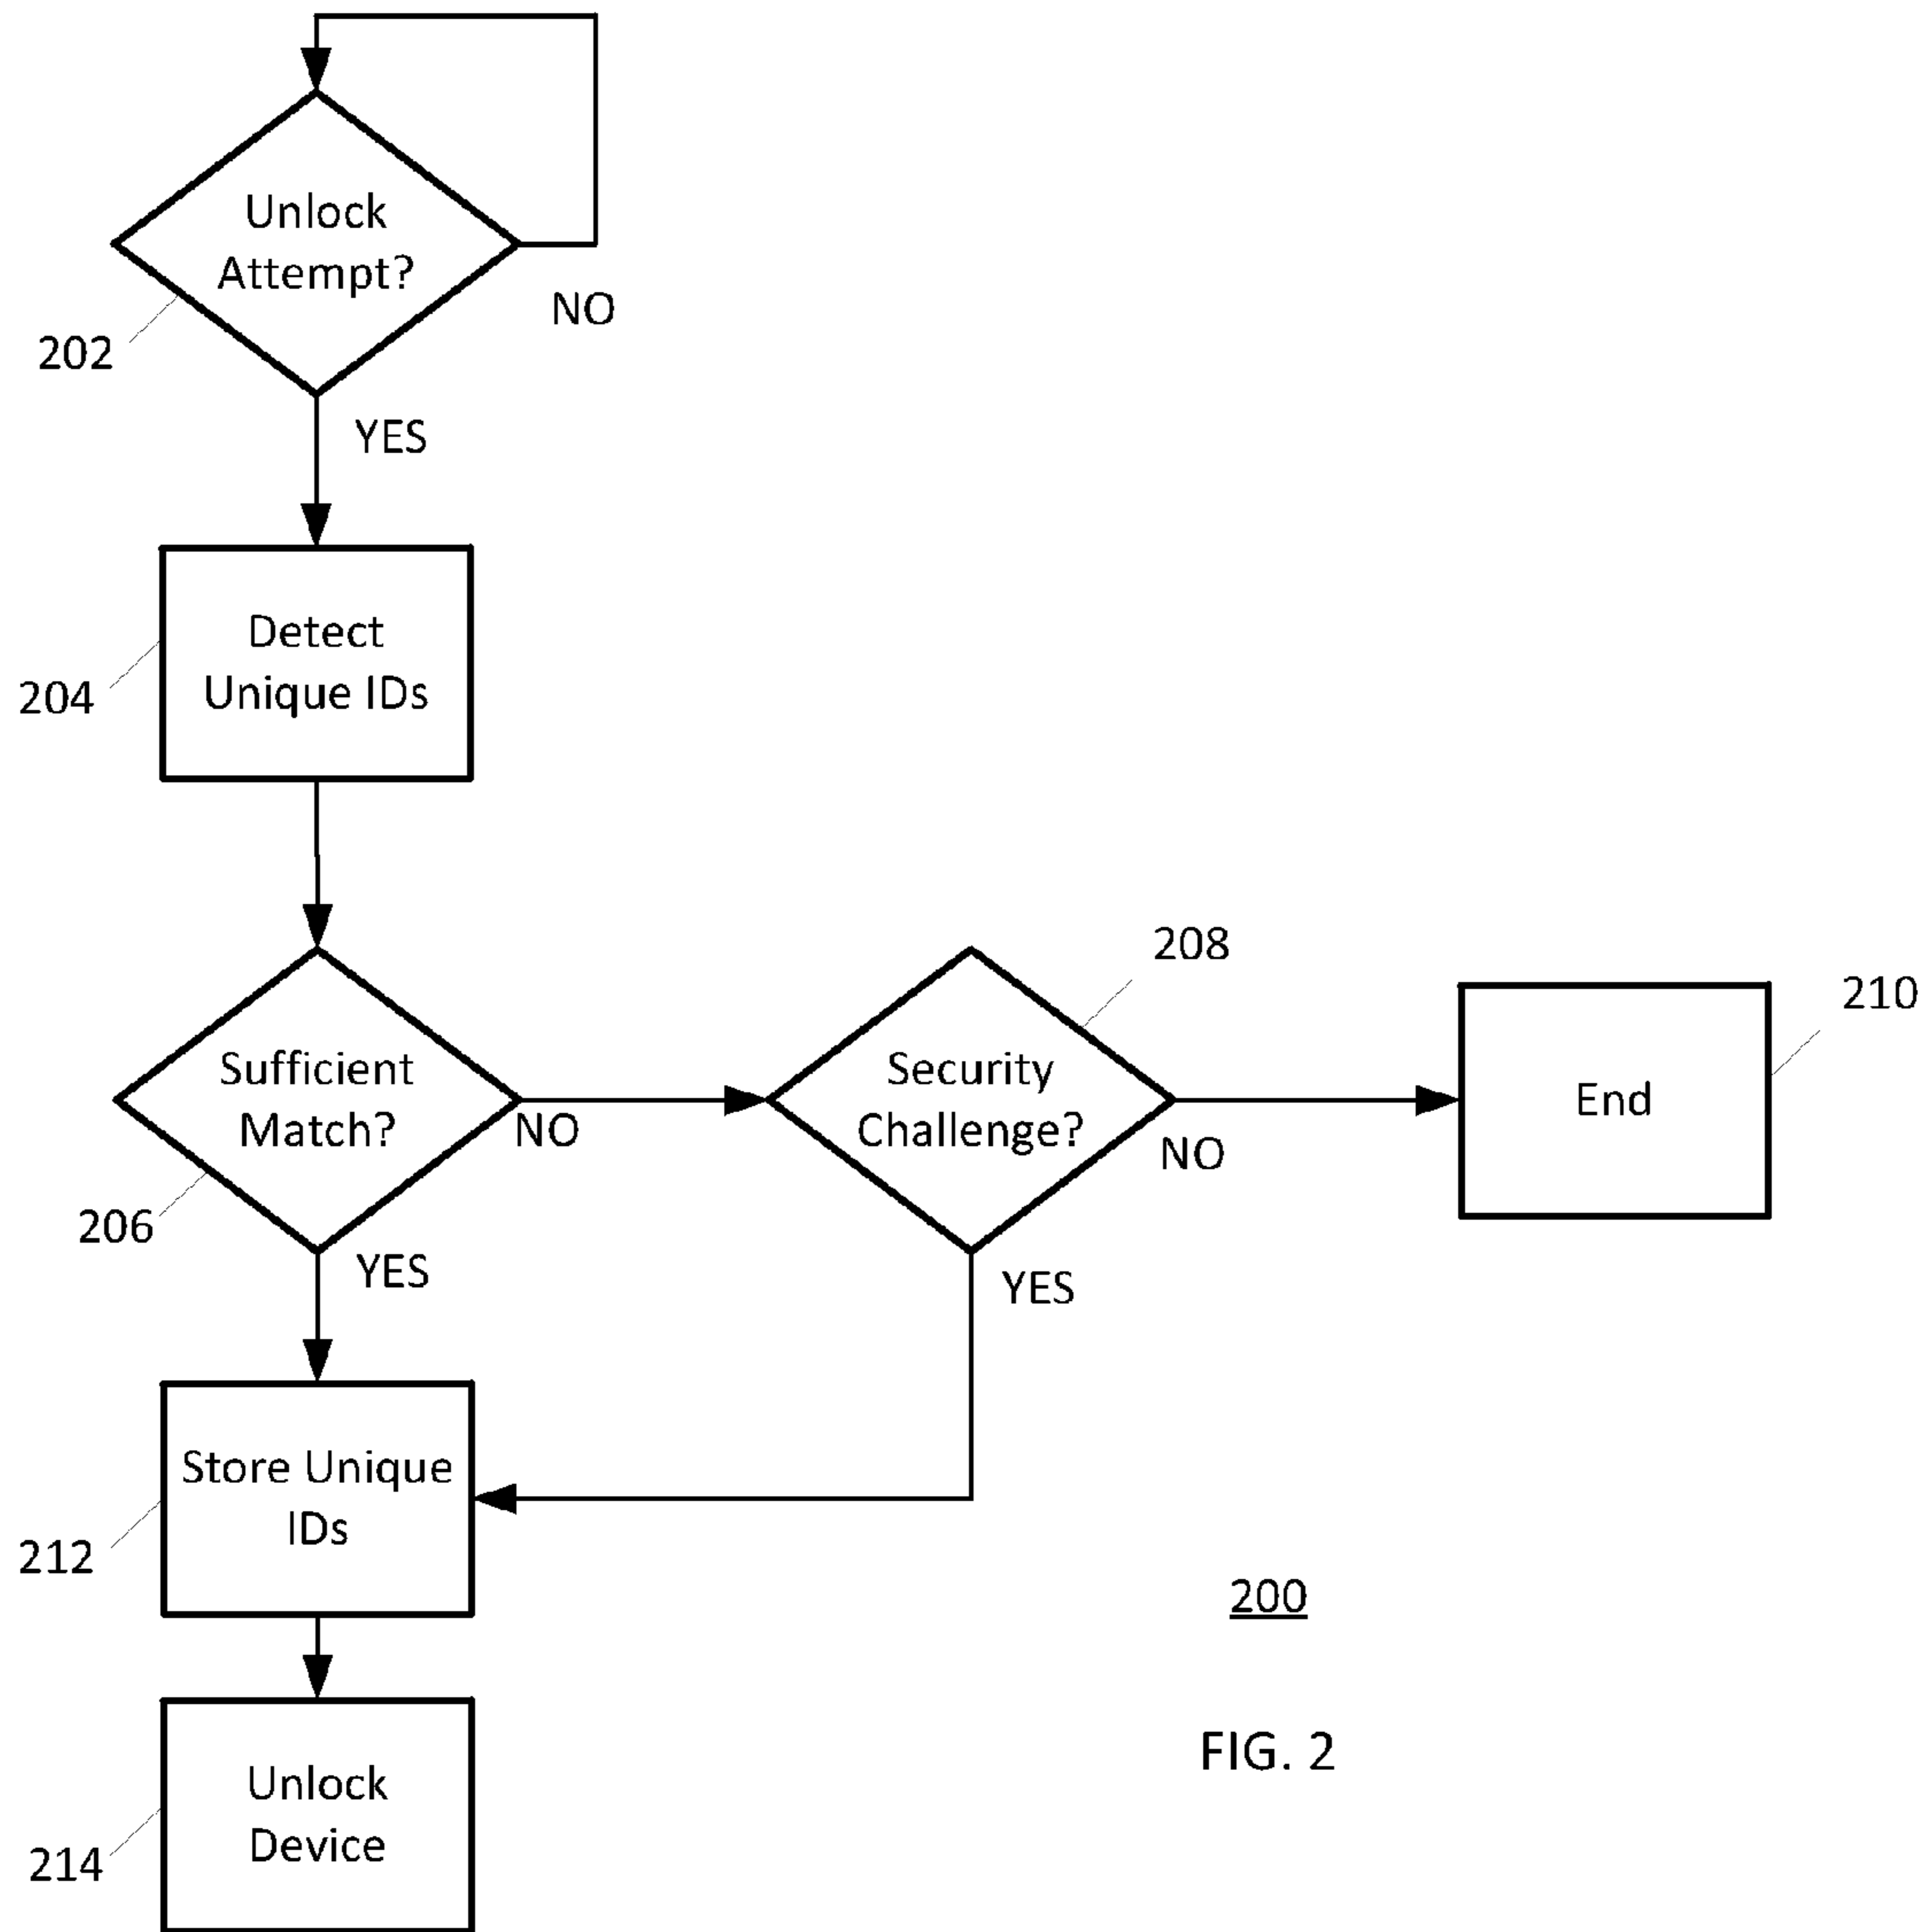 Unlock
Attempt?
NO
202
YES
Detect
Unique IDs
204
208
210
Sufficient
Match?
NO
Security
Challenge?
NO
End
206
YES
YES
Store Unique
IDs
212
200
Unlock
Device
214
FIG. 2